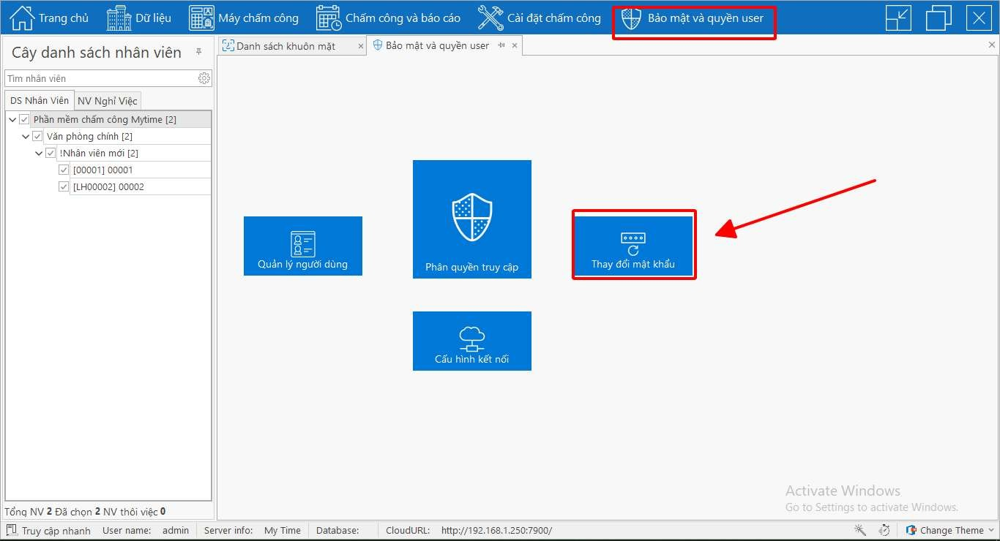 Trang chủ
Dữ liệu
Máy chấm công
Chấm công và báo cáo
Cài đặt chấm công
Bảo mật và quyền user
Cây danh sách nhân viên
Tìm nhân viên
DS Nhân Viên
NV Nghỉ Việc
Phần mềm chấm công Mytime [2]
Văn phòng chính [2]
!Nhân viên mới [2]
[00001] 00001
[LH00002] 00002
Tổng NV 2 Đã chọn 2 NV thôi việc 0
Danh sách khuôn mặt
Bảo mật và quyền user
Quản lý người dùng
Phân quyền truy cập
Thay đổi mật khẩu
Cấu hình kết nối
Activate Windows
Go to Settings to activate Windows.
Truy cập nhanh
User name: admin
Server info: My Time
Database:
CloudURL: http://192.168.1.250:7900/
Change Theme